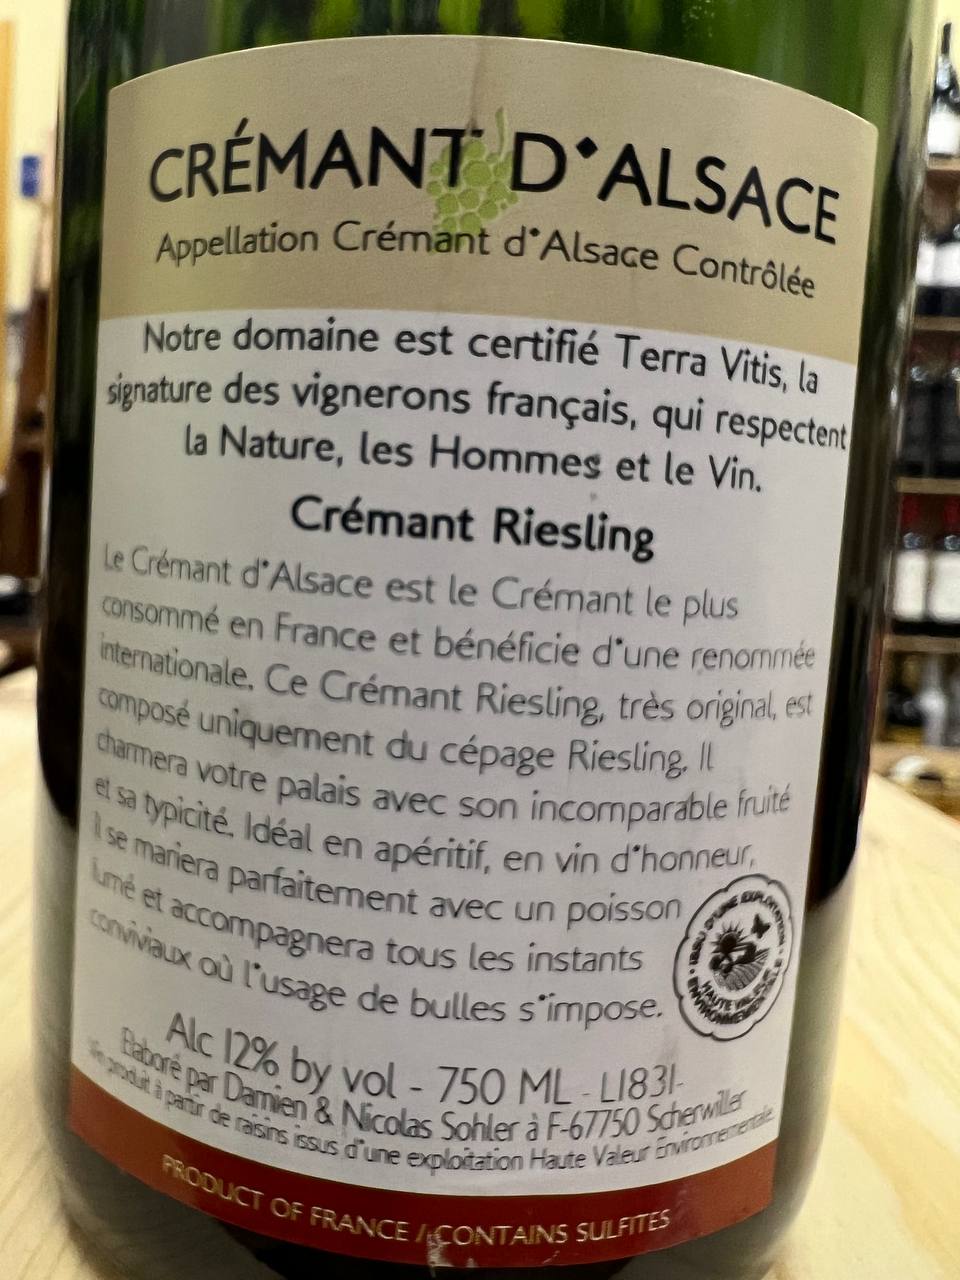 CRÉMANT D'ALSACE
Appellation Crémant d'Alsace Contrôlée
Notre domaine est certifié Terra Vitis, la
signature des vignerons français, qui respectent
la Nature, les Hommes et le Vin.
Crémant Riesling
Le Crémant d'Alsace est le Crémant le plus
consommé en France et bénéficie d'une renommée
internationale. Ce Crémant Riesling, très original, est
composé uniquement du cépage Riesling. Il
charmera votre palais avec son incomparable fruité
et sa typicité. Idéal en apéritif, en vin d'honneur,
il se mariera parfaitement avec un poisson
fumé et accompagnera tous les instants
conviviaux où l'usage de bulles s'impose.
ISSU D'UNE EXPLOITATION
HAUTE VALEUR
ENVIRONNEMENTALE
Alc 12% by vol - 750 ML - L1831-
Elaboré par Damien & Nicolas Sohler à F-67750 Scherwiller
Vin produit à partir de raisins issus d'une exploitation Haute Valeur Environnementale
PRODUCT OF FRANCE / CONTAINS SULFITES